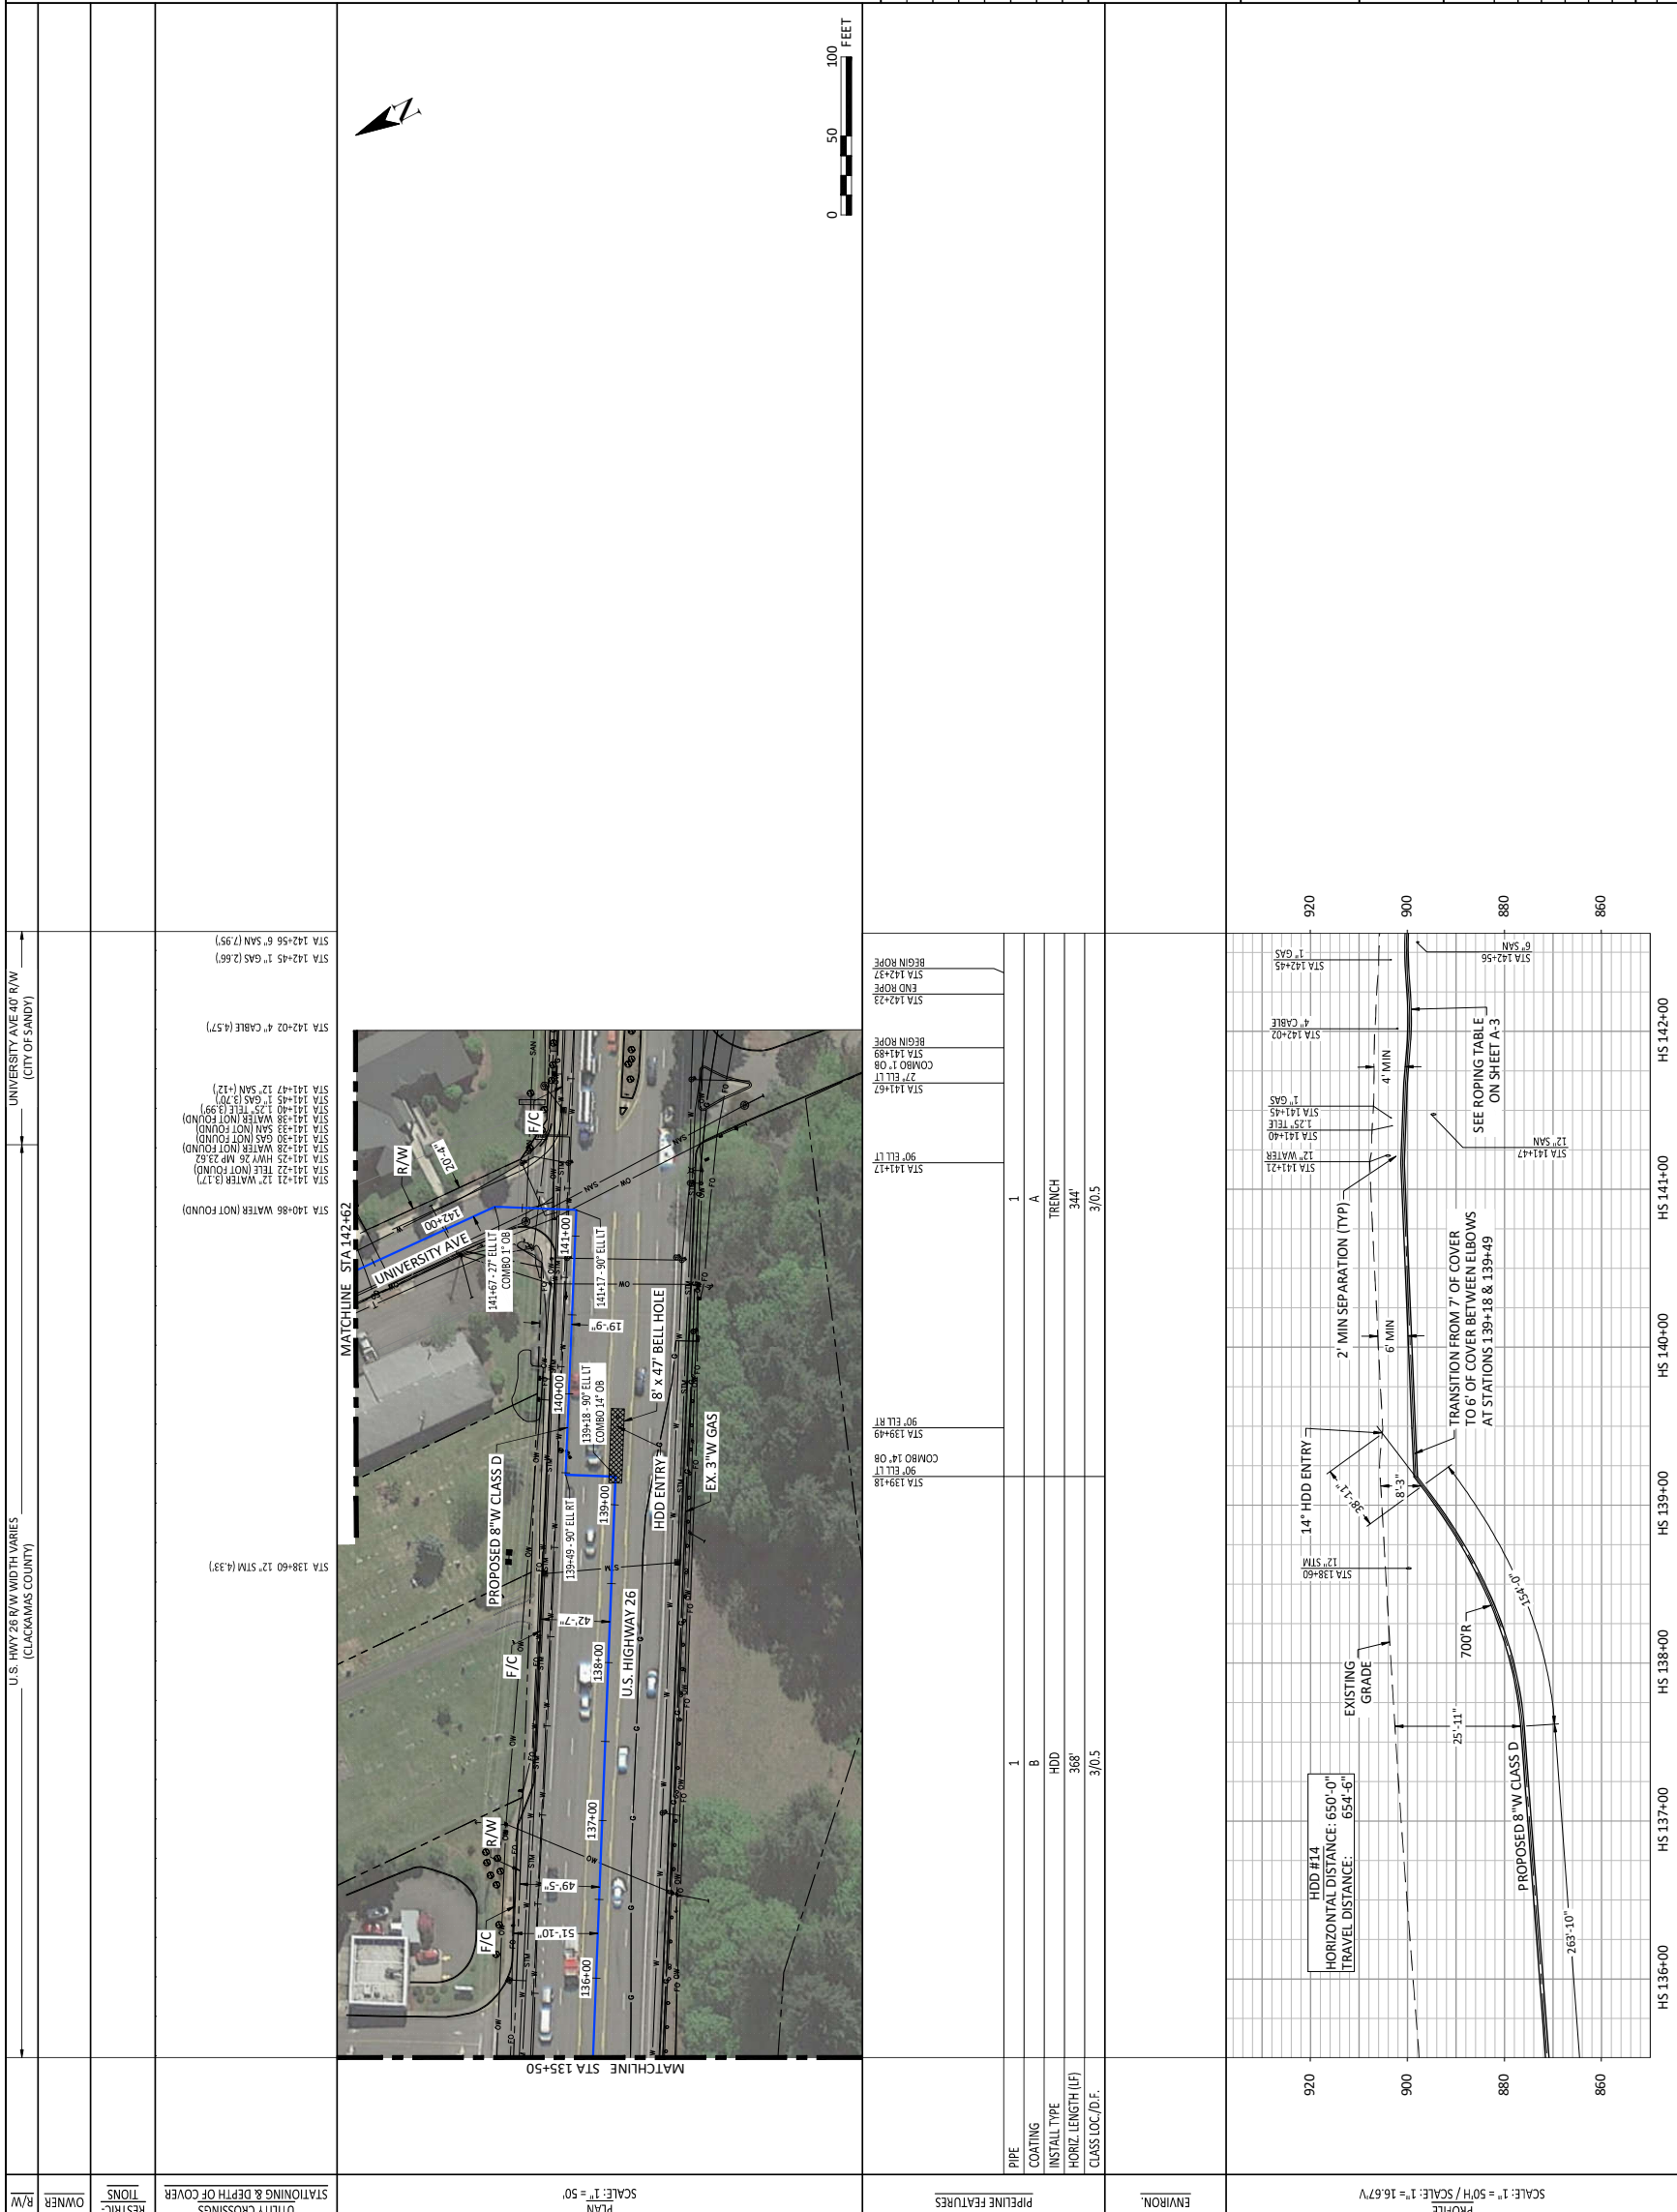 R/W
U.S. HWY 26 R/W WIDTH VARIES
(CLACKAMAS COUNTY)
UNIVERSITY AVE 40' R/W
(CITY OF SANDY)
OWNER
RESTRIC-
TIONS
UTILITY CROSSINGS
STATIONING & DEPTH OF COVER
STA 138+60 12" STM (4.33')
STA 140+86 WATER (NOT FOUND)
STA 141+21 12" WATER (3.17')
STA 141+22 TELE (NOT FOUND)
STA 141+25 HWY 26 MP 23.62
STA 141+28 WATER (NOT FOUND)
STA 141+30 GAS (NOT FOUND)
STA 141+33 SAN (NOT FOUND)
STA 141+38 WATER (NOT FOUND)
STA 141+40 1.25" TELE (3.99')
STA 141+45 1" GAS (3.70')
STA 141+47 12" SAN (+12')
STA 142+02 4" CABLE (4.57')
STA 142+45 1" GAS (2.66')
STA 142+56 6" SAN (7.95')
PLAN
SCALE: 1" = 50'
MATCHLINE STA 135+50
MATCHLINE STA 142+62
F/C
R/W
51'-10"
49'-5"
136+00
137+00
138+00
F/C
42'-7"
U.S. HIGHWAY 26
PROPOSED 8"W CLASS D
139+49 - 90° ELL RT
139+00
139+18 - 90° ELL LT
COMBO 14° OB
HDD ENTRY
8' x 47' BELL HOLE
EX. 3"W GAS
140+00
19'-9"
141+00
141+17 - 90° ELL LT
141+67 - 27° ELL LT
COMBO 1° OB
UNIVERSITY AVE
142+00
R/W
20'-4"
F/C
N
0 50 100
FEET
PIPELINE FEATURES
STA 139+18
90° ELL LT
COMBO 14° OB
STA 139+49
90° ELL RT
STA 141+17
90° ELL LT
STA 141+67
27° ELL LT
COMBO 1° OB
STA 141+89
BEGIN ROPE
STA 142+23
END ROPE
STA 142+37
BEGIN ROPE
PIPE 1 1
COATING B A
INSTALL TYPE HDD TRENCH
HORIZ. LENGTH (LF) 368' 344'
CLASS LOC./D.F. 3/0.5 3/0.5
ENVIRON.
PROFILE
SCALE: 1" = 50'H / SCALE: 1"= 16.67'V
920
900
880
860
HDD #14
HORIZONTAL DISTANCE: 650'-0"
TRAVEL DISTANCE: 654'-6"
263'-10"
PROPOSED 8"W CLASS D
25'-11"
EXISTING
GRADE
700'R
154'-0"
STA 138+60
12" STM
14° HDD ENTRY
38'-11"
8'-3"
TRANSITION FROM 7' OF COVER
TO 6' OF COVER BETWEEN ELBOWS
AT STATIONS 139+18 & 139+49
6' MIN
2' MIN SEPARATION (TYP)
STA 141+21
12" WATER
STA 141+40
1.25" TELE
STA 141+45
1" GAS
STA 141+47
12" SAN
4' MIN
STA 142+02
4" CABLE
SEE ROPING TABLE
ON SHEET A-3
STA 142+45
1" GAS
STA 142+56
6" SAN
920
900
880
860
HS 136+00
HS 137+00
HS 138+00
HS 139+00
HS 140+00
HS 141+00
HS 142+00